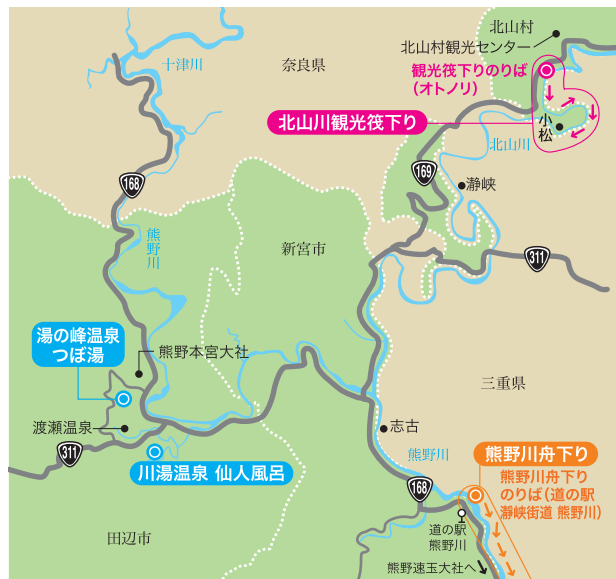 北山村
北山村観光センター
十津川
奈良県
観光筏下りのりば
（オトノリ）
北山川観光筏下り
小松
北山川
169
瀞峡
168
熊野川
新宮市
311
湯の峰温泉
つぼ湯
熊野本宮大社
三重県
渡瀬温泉
311
志古
川湯温泉 仙人風呂
熊野川
熊野川舟下り
熊野川舟下り
のりば（道の駅
瀞峡街道 熊野川）
168
道の駅
熊野川
田辺市
熊野速玉大社へ